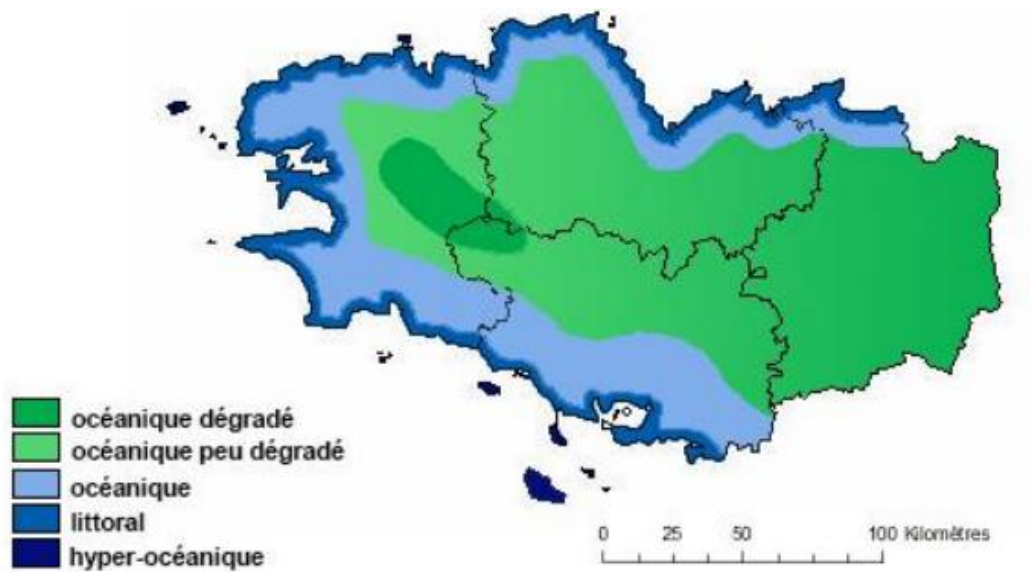 océanique dégradé
océanique peu dégradé
océanique
littoral
hyper-océanique
0 25 50 100 Kilomètres